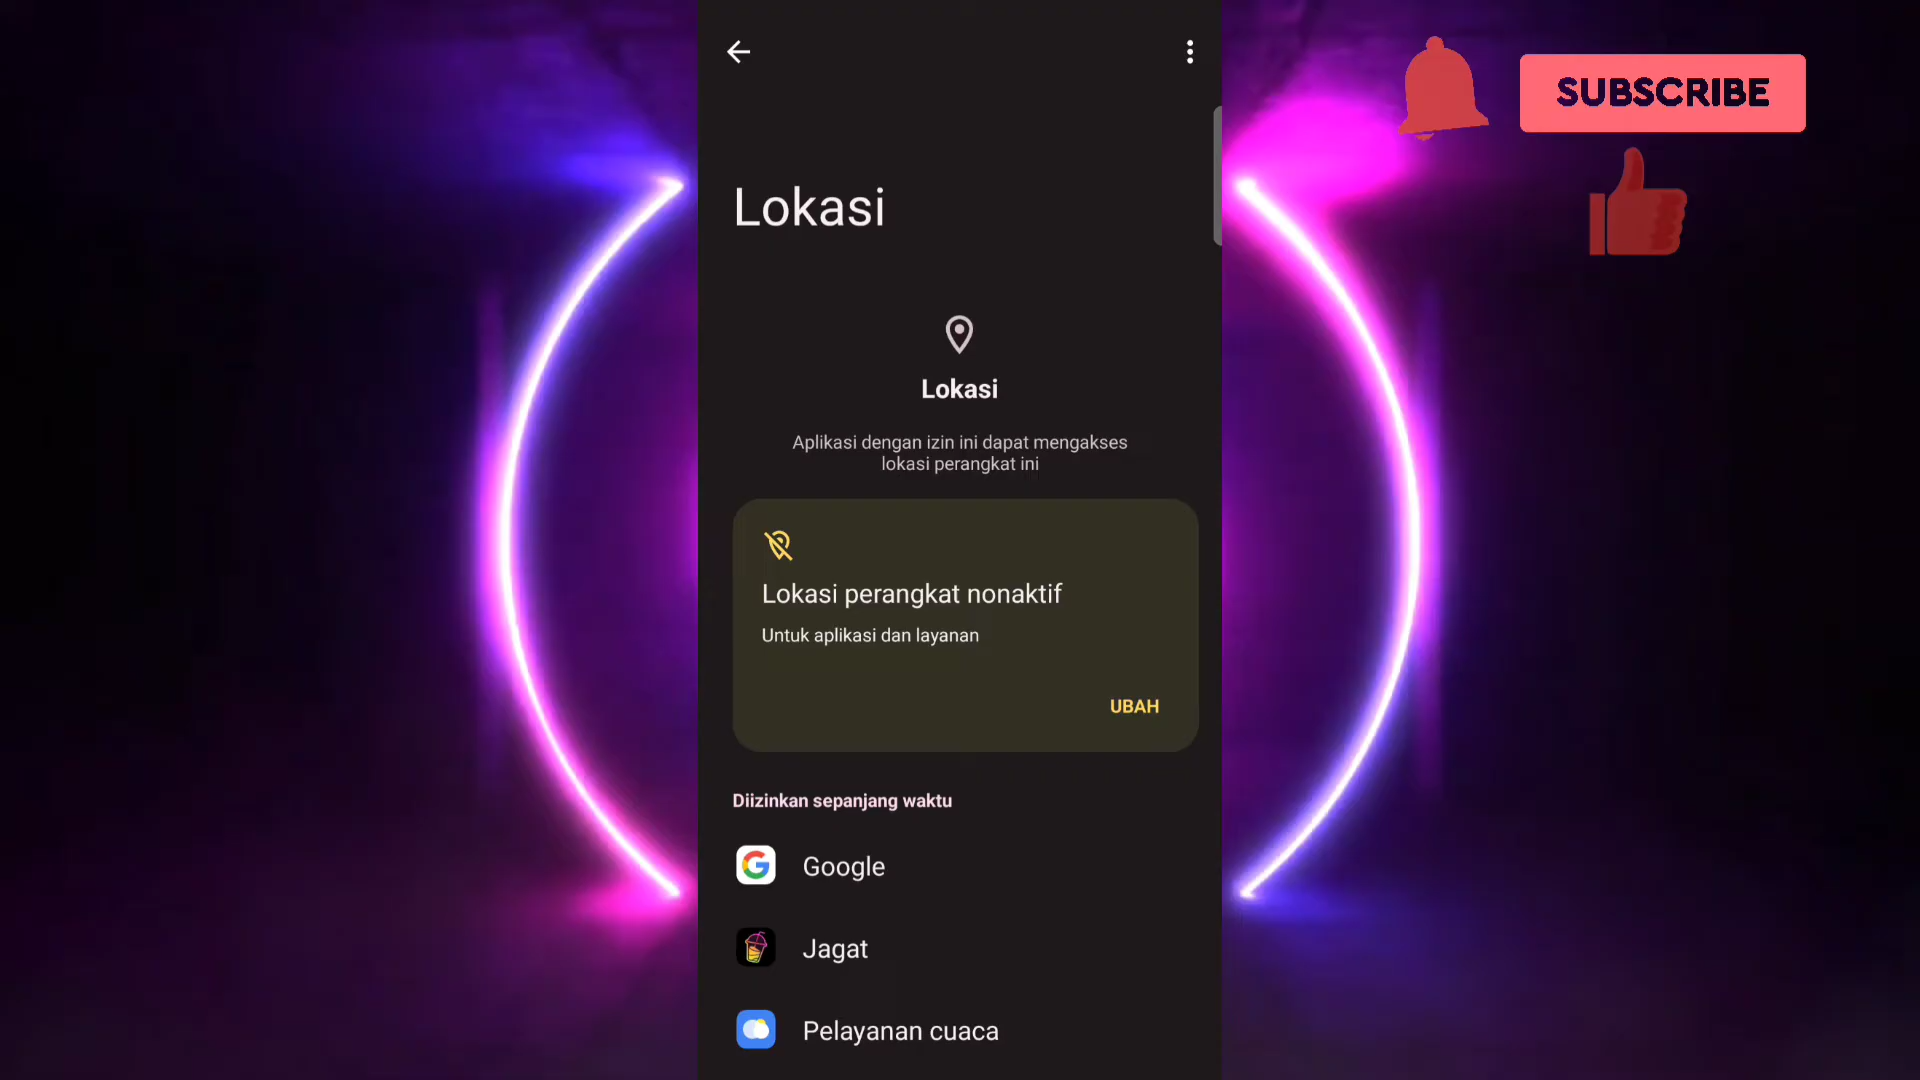 SUBSCRIBE
Lokasi
Lokasi
Aplikasi dengan izin ini dapat mengakses
lokasi perangkat ini
Lokasi perangkat nonaktif
Untuk aplikasi dan layanan
UBAH
Diizinkan sepanjang waktu
Google
Jagat
Pelayanan cuaca